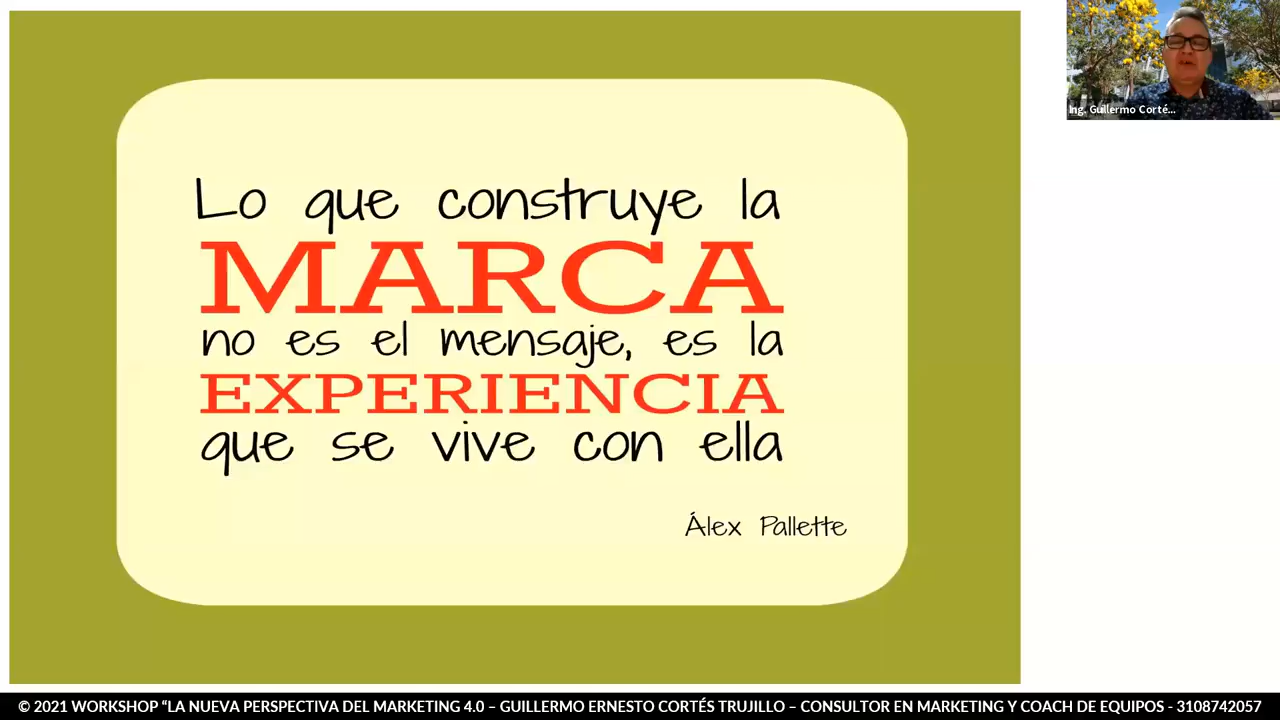 Lo que construye la
MARCA
no es el mensaje, es la
EXPERIENCIA
que se vive con ella
Álex Pallette
Ing. Guillermo Corté...
© 2021 WORKSHOP “LA NUEVA PERSPECTIVA DEL MARKETING 4.0 – GUILLERMO ERNESTO CORTÉS TRUJILLO – CONSULTOR EN MARKETING Y COACH DE EQUIPOS - 3108742057